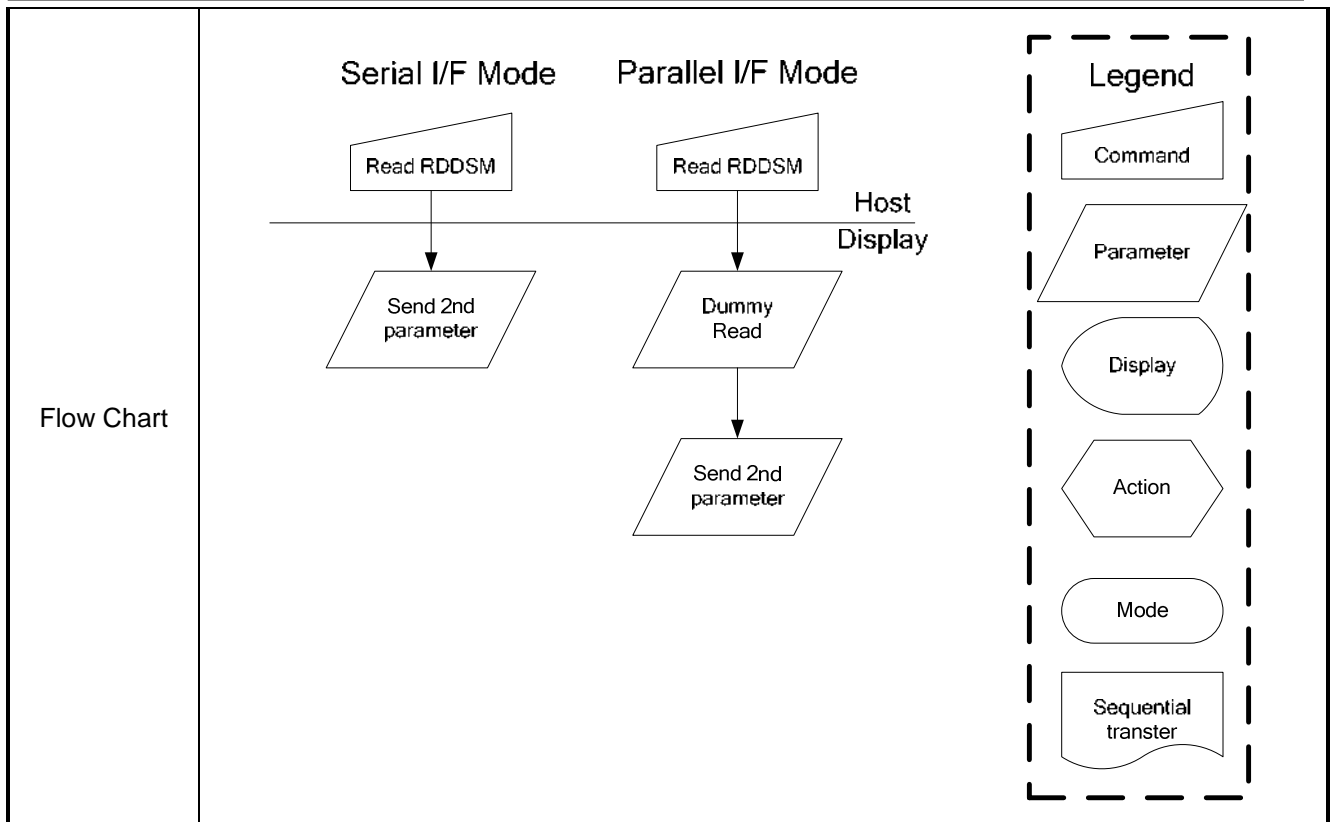 Flow Chart
Serial I/F Mode
Parallel I/F Mode
Read RDDSM
Read RDDSM
Host
Display
Send 2nd
parameter
Dummy
Read
Send 2nd
parameter
Legend
Command
Parameter
Display
Action
Mode
Sequential
transter